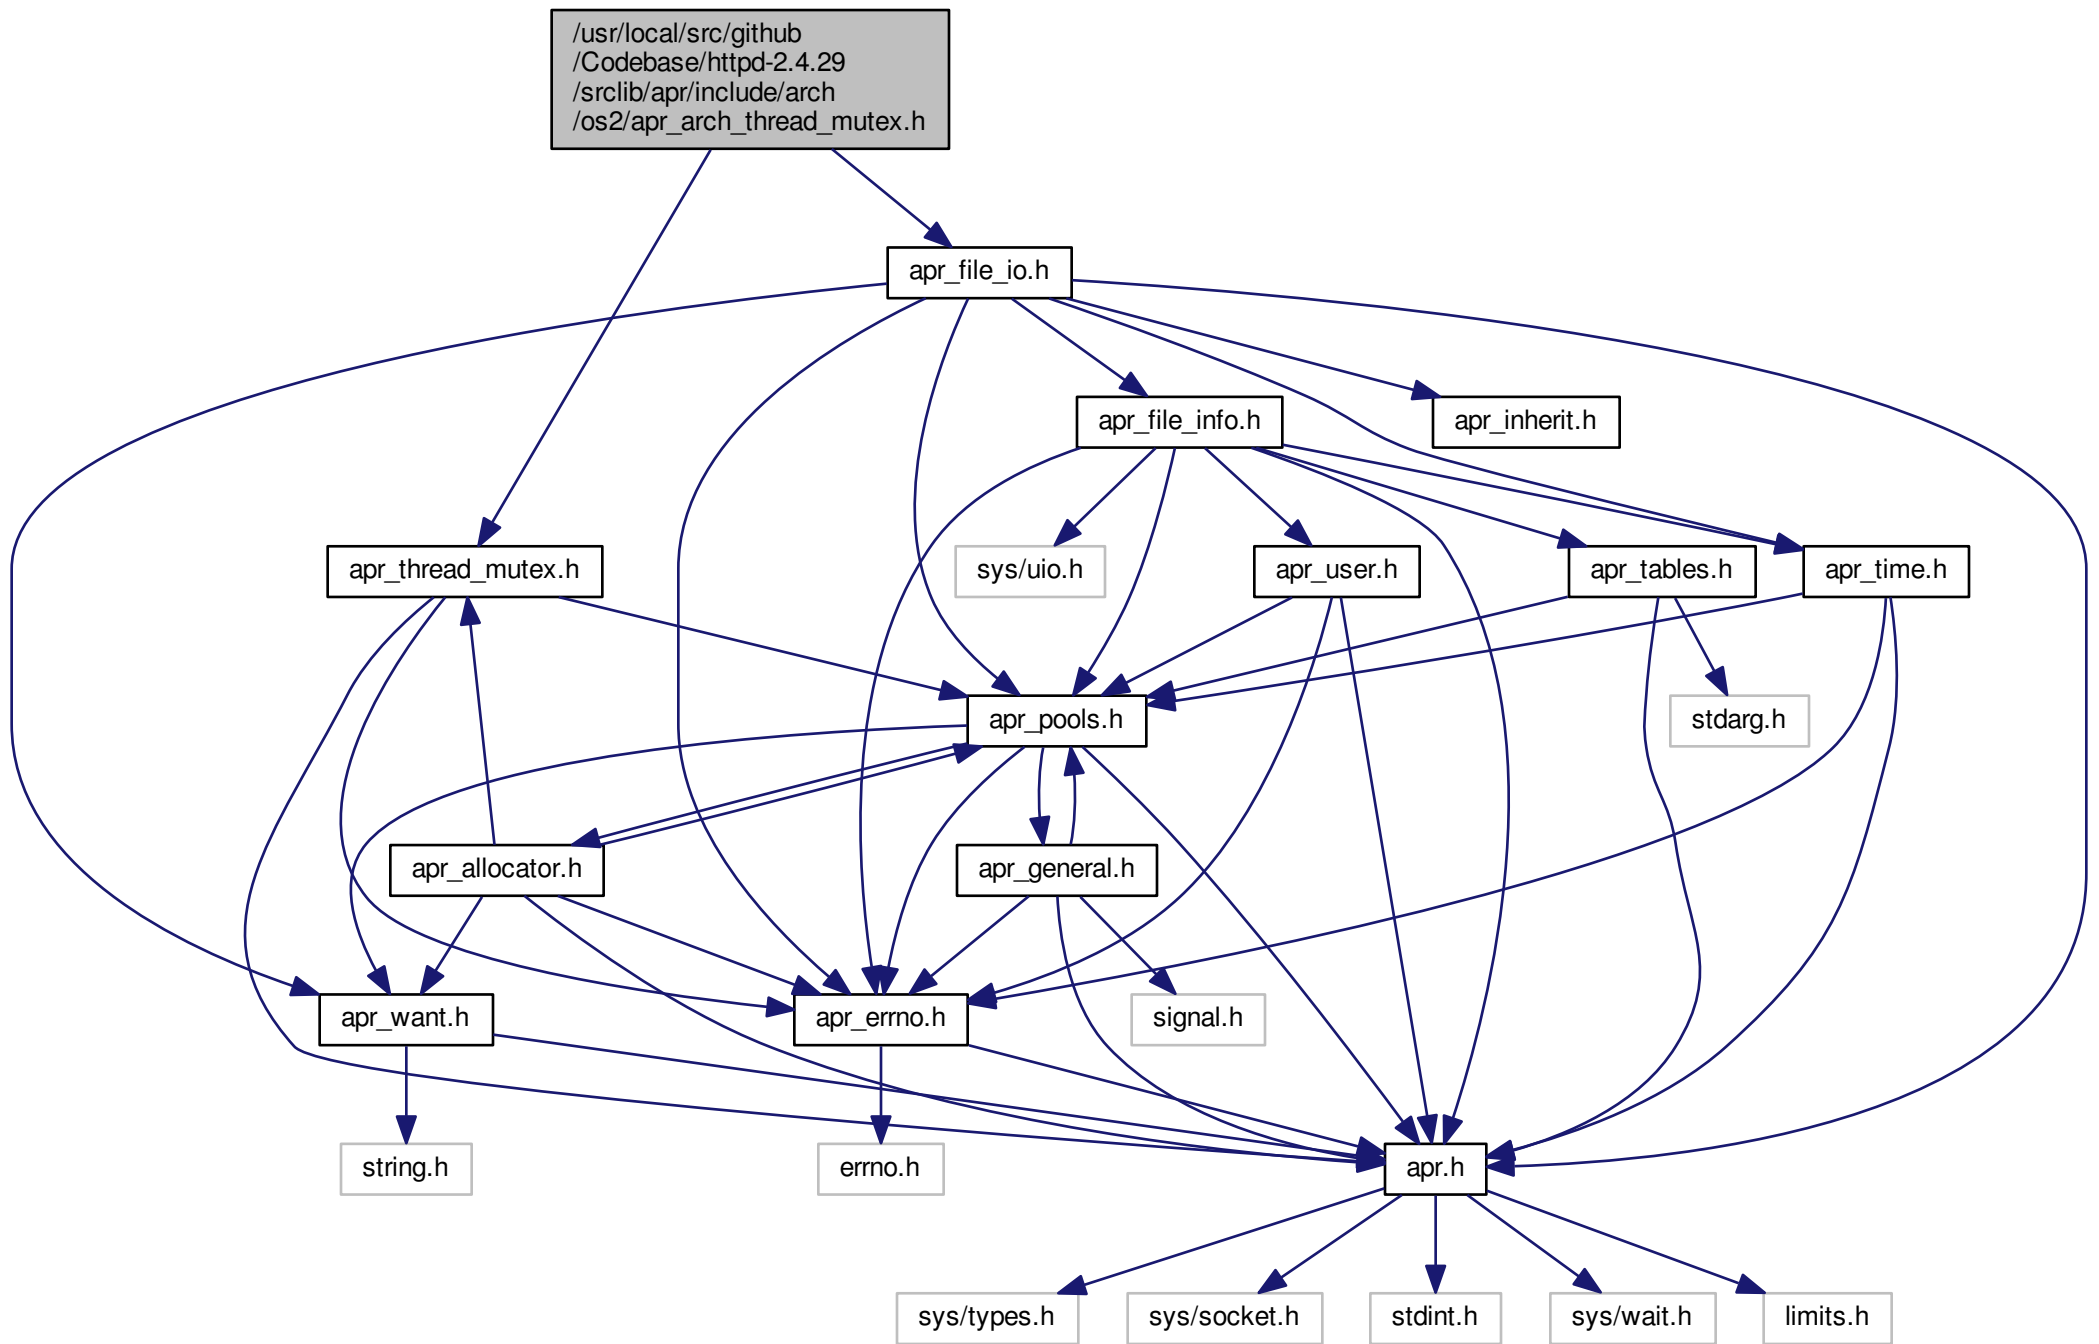 /usr/local/src/github
/Codebase/httpd-2.4.29
/srclib/apr/include/arch
/os2/apr_arch_thread_mutex.h
apr_file_io.h
apr_file_info.h
apr_inherit.h
apr_thread_mutex.h
sys/uio.h
apr_user.h
apr_tables.h
apr_time.h
apr_pools.h
stdarg.h
apr_allocator.h
apr_general.h
apr_want.h
apr_errno.h
signal.h
string.h
errno.h
apr.h
sys/types.h
sys/socket.h
stdint.h
sys/wait.h
limits.h